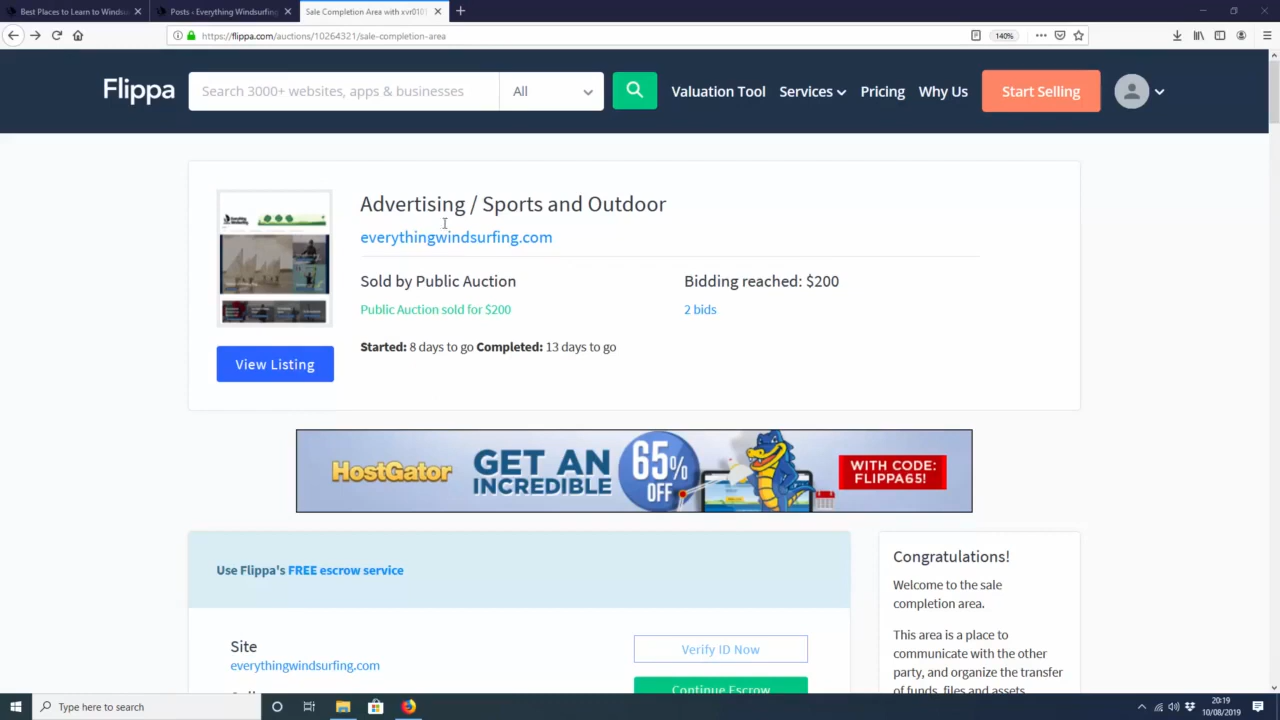 Best Places to Learn to Windsu
Posts ‹ Everything Windsurfing
Sale Completion Area with xvr010
https://flippa.com/auctions/10264321/sale-completion-area
140%
Flippa
Search 3000+ websites, apps & businesses
All
Valuation Tool
Services
Pricing
Why Us
Start Selling
Advertising / Sports and Outdoor
everythingwindsurfing.com
Sold by Public Auction
Bidding reached: $200
Public Auction sold for $200
2 bids
Started: 8 days to go Completed: 13 days to go
View Listing
HostGator
GET AN INCREDIBLE
65% OFF
WITH CODE:
FLIPPA65!
Use Flippa's FREE escrow service
Congratulations!
Welcome to the sale
completion area.
This area is a place to
communicate with the other
party, and organize the transfer
of funds, files and assets
Site
everythingwindsurfing.com
Verify ID Now
Continue Escrow
Type here to search
20:19
10/08/2019